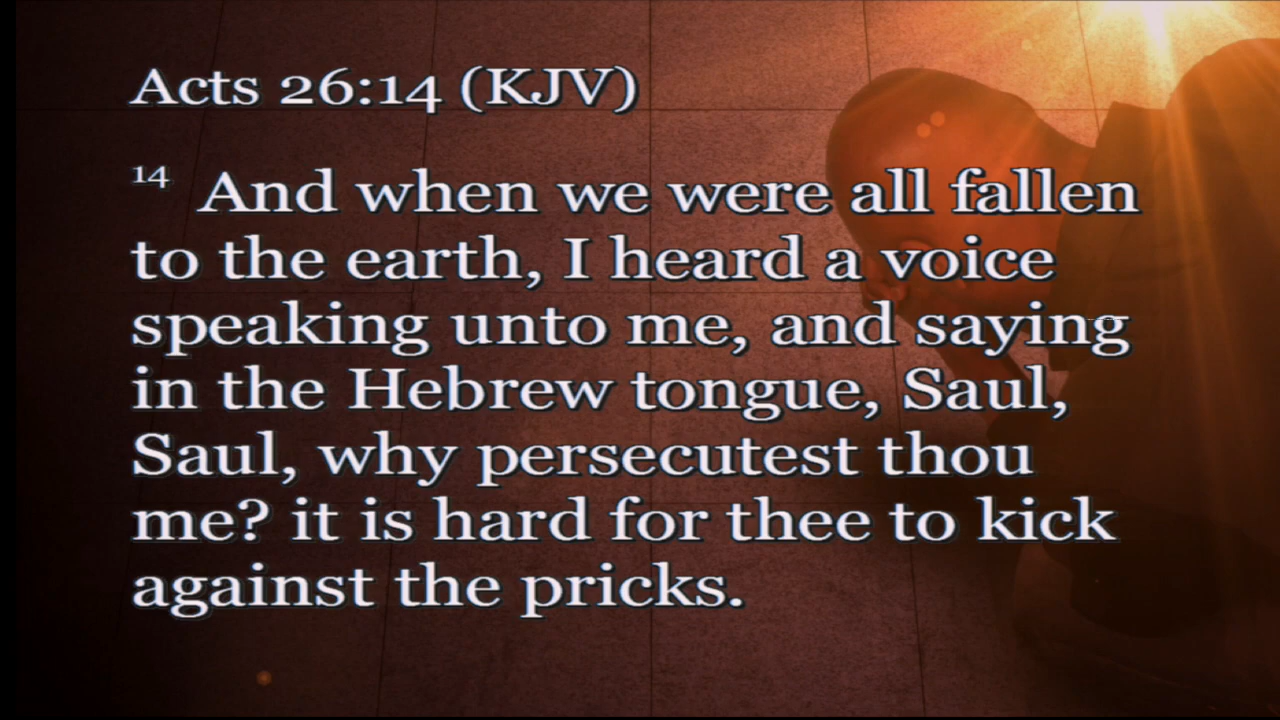 Acts 26:14 (KJV)
14 And when we were all fallen
to the earth, I heard a voice
speaking unto me, and saying
in the Hebrew tongue, Saul,
Saul, why persecutest thou
me? it is hard for thee to kick
against the pricks.